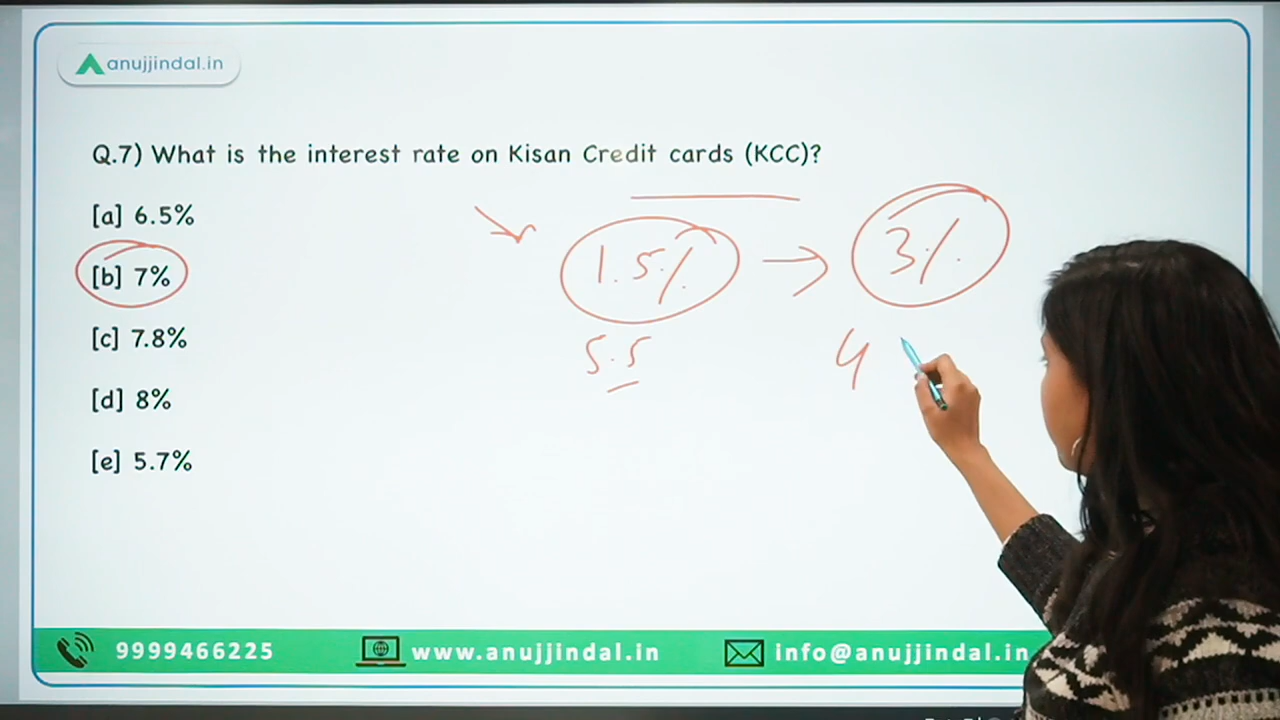 anujjindal.in
Q.7) What is the interest rate on Kisan Credit cards (KCC)?
[a] 6.5%
[b] 7%
[c] 7.8%
[d] 8%
[e] 5.7%
1.5% → 3%
5.5
4
9999466225 www.anujjindal.in info@anujjindal.in